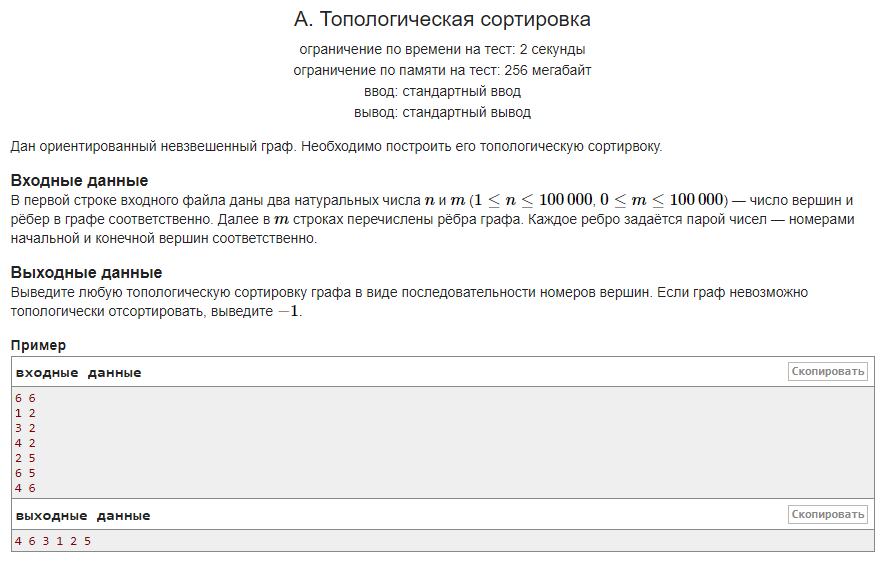 A. Топологическая сортировка
ограничение по времени на тест: 2 секунды
ограничение по памяти на тест: 256 мегабайт
ввод: стандартный ввод
вывод: стандартный вывод
Дан ориентированный невзвешенный граф. Необходимо построить его топологическую сортирвоку.
Входные данные
В первой строке входного файла даны два натуральных числа n и m (1 ≤ n ≤ 100 000, 0 ≤ m ≤ 100 000) — число вершин и
рёбер в графе соответственно. Далее в m строках перечислены рёбра графа. Каждое ребро задаётся парой чисел — номерами
начальной и конечной вершин соответственно.
Выходные данные
Выведите любую топологическую сортировку графа в виде последовательности номеров вершин. Если граф невозможно
топологически отсортировать, выведите −1.
Пример
входные данные Скопировать
6 6
1 2
3 2
4 2
2 5
6 5
4 6
выходные данные Скопировать
4 6 3 1 2 5